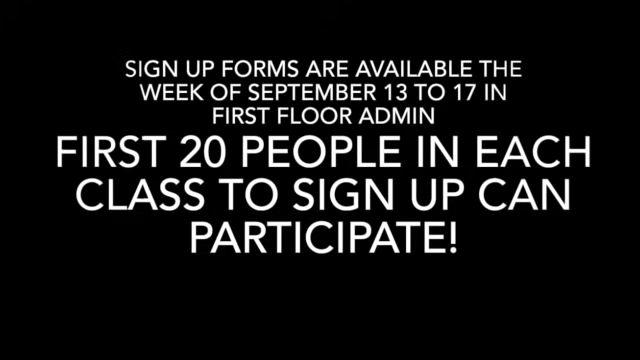 SIGN UP FORMS ARE AVAILABLE THE
WEEK OF SEPTEMBER 13 TO 17 IN
FIRST FLOOR ADMIN
FIRST 20 PEOPLE IN EACH
CLASS TO SIGN UP CAN
PARTICIPATE!